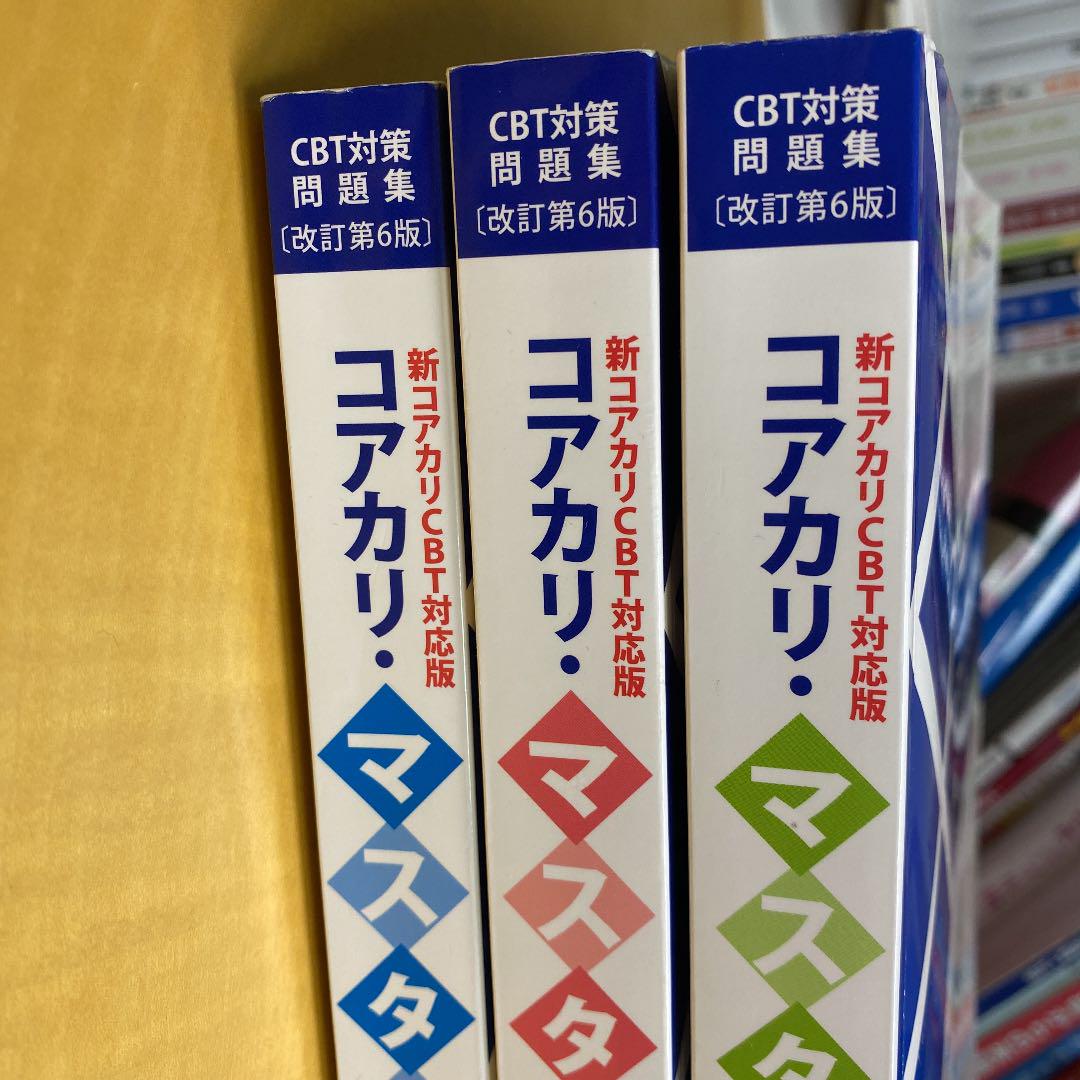 CBT対策
問題集
〔改訂第6版〕
新コアカリCBT対応版
コアカリ・
マスタ
CBT対策
問題集
〔改訂第6版〕
新コアカリCBT対応版
コアカリ・
マスタ
CBT対策
問題集
〔改訂第6版〕
新コアカリCBT対応版
コアカリ・
マスタ